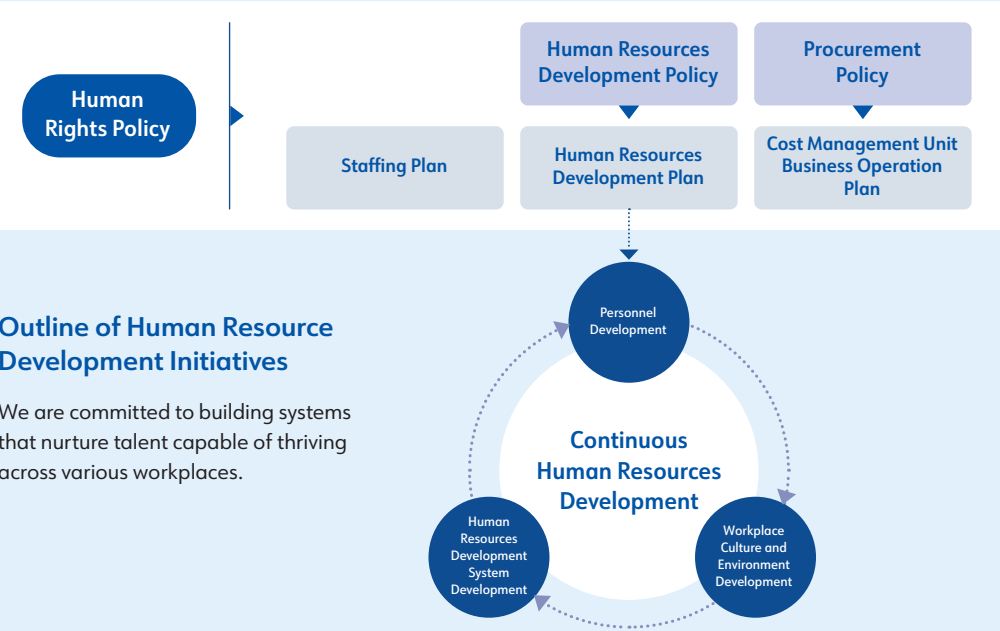 Human
Rights Policy
Human Resources
Development Policy
Procurement
Policy
Staffing Plan
Human Resources
Development Plan
Cost Management Unit
Business Operation
Plan
Outline of Human Resource
Development Initiatives
We are committed to building systems
that nurture talent capable of thriving
across various workplaces.
Personnel
Development
Continuous
Human Resources
Development
Human
Resources
Development
System
Development
Workplace
Culture and
Environment
Development